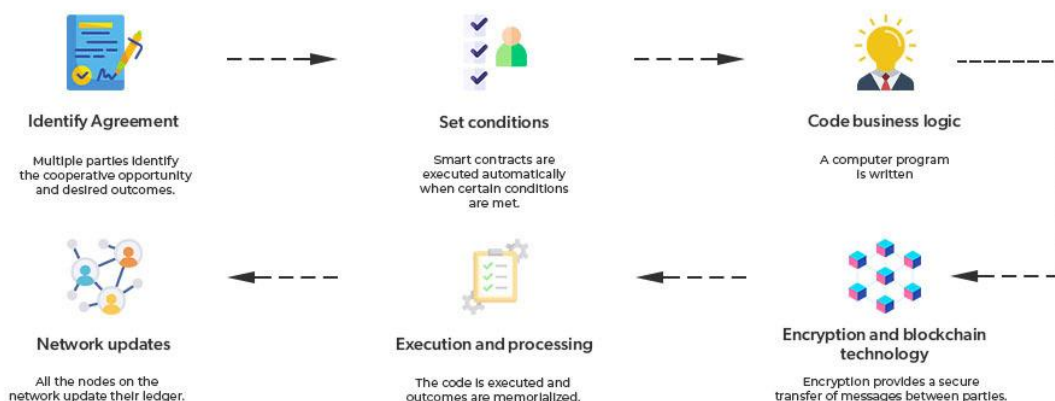 Identify Agreement
Multiple parties identify
the cooperative opportunity
and desired outcomes.
Set conditions
Smart contracts are
executed automatically
when certain conditions
are met.
Code business logic
A computer program
is written
Network updates
All the nodes on the
network update their ledger.
Execution and processing
The code is executed and
outcomes are memorialized.
Encryption and blockchain
technology
Encryption provides a secure
transfer of messages between parties.